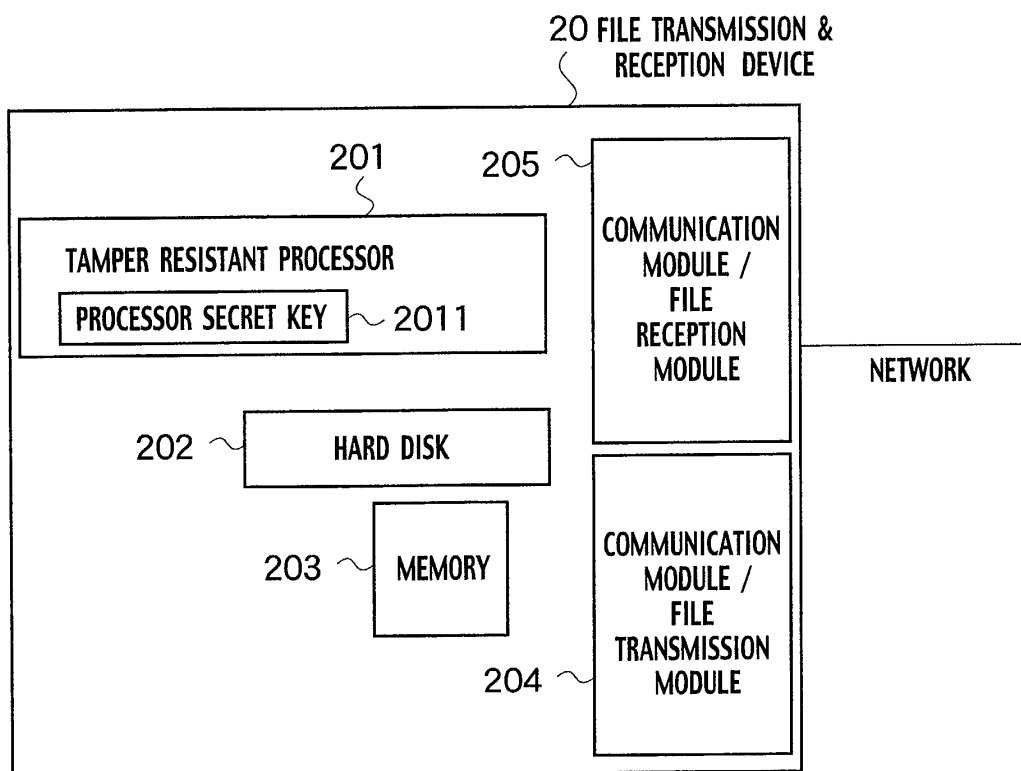 20 FILE TRANSMISSION &
RECEPTION DEVICE
201
TAMPER RESISTANT PROCESSOR
PROCESSOR SECRET KEY
2011
205
COMMUNICATION
MODULE /
FILE
RECEPTION
MODULE
NETWORK
202
HARD DISK
203
MEMORY
COMMUNICATION
MODULE /
FILE
TRANSMISSION
MODULE
204